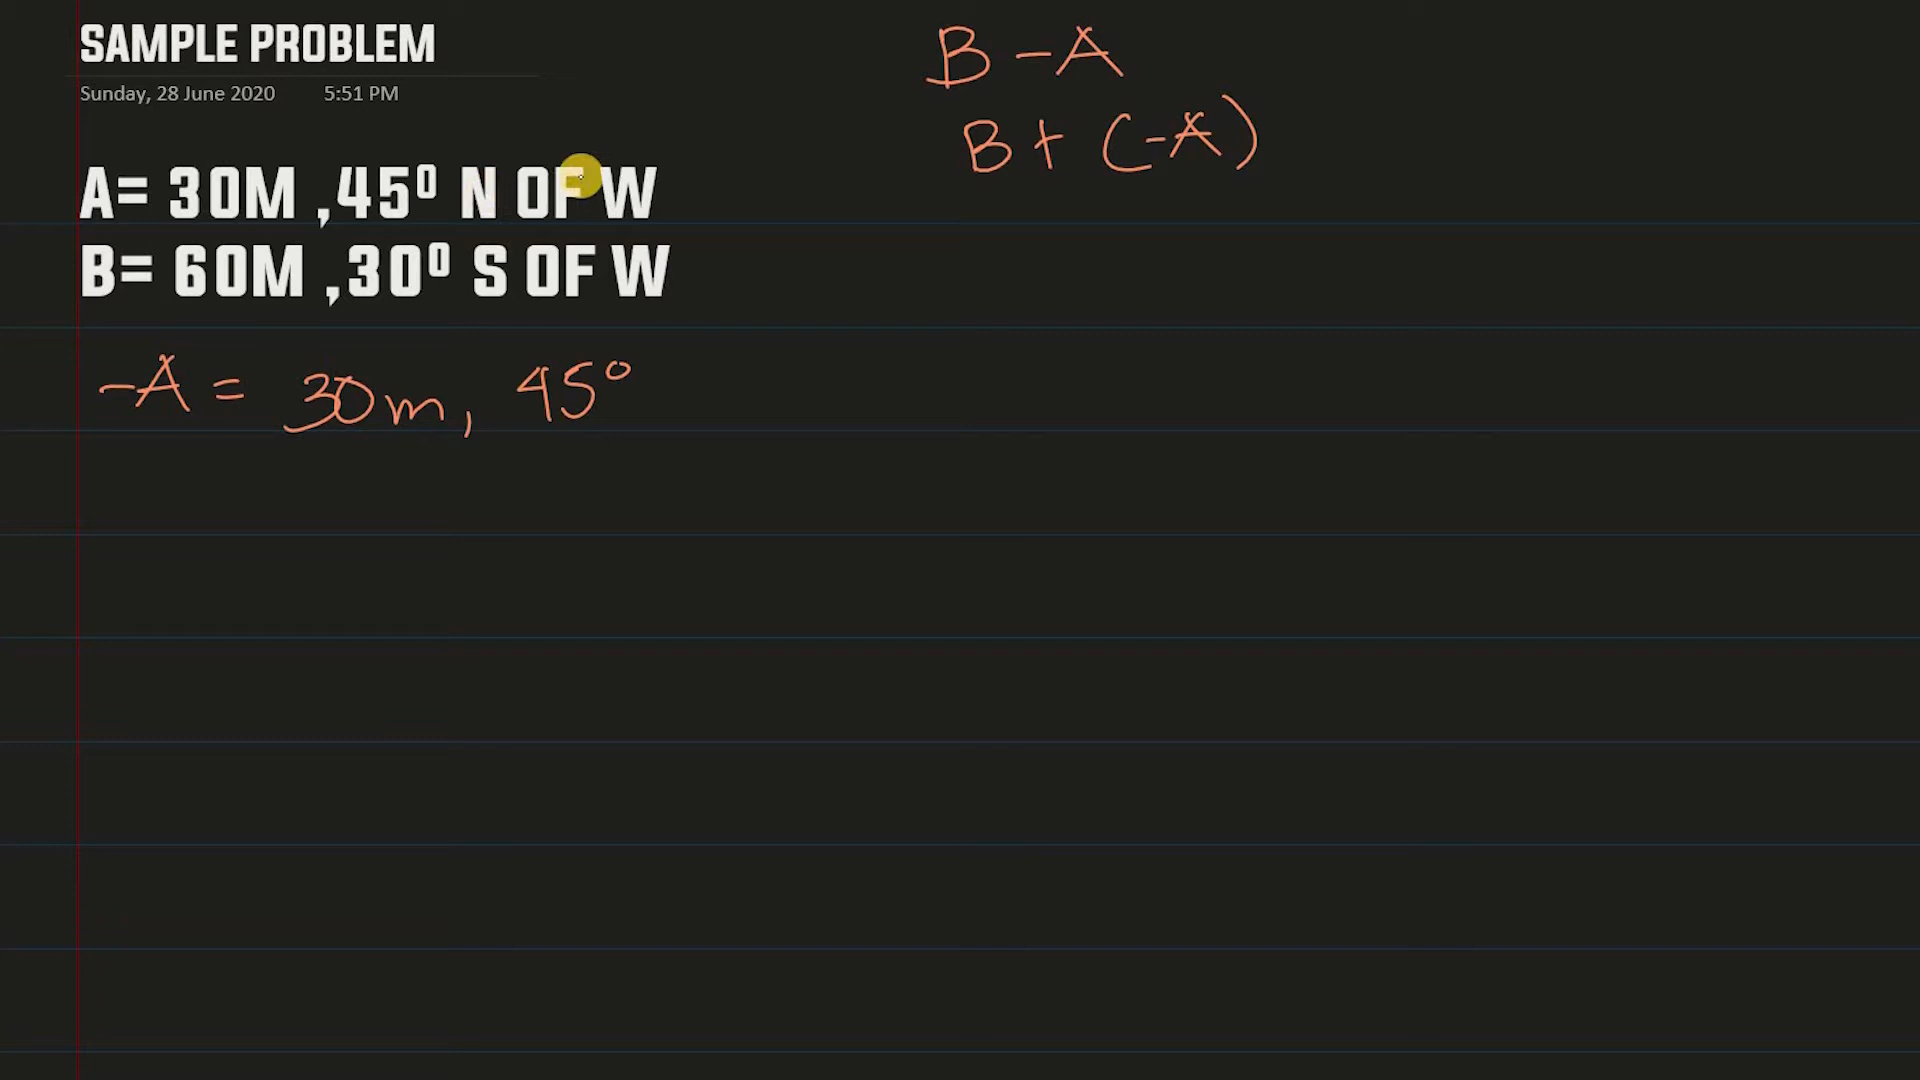 SAMPLE PROBLEM
Sunday, 28 June 2020 5:51 PM
B - A
B + (-A)
A= 30M ,45⁰ N OF W
B= 60M ,30⁰ S OF W
-A = 30m, 45°